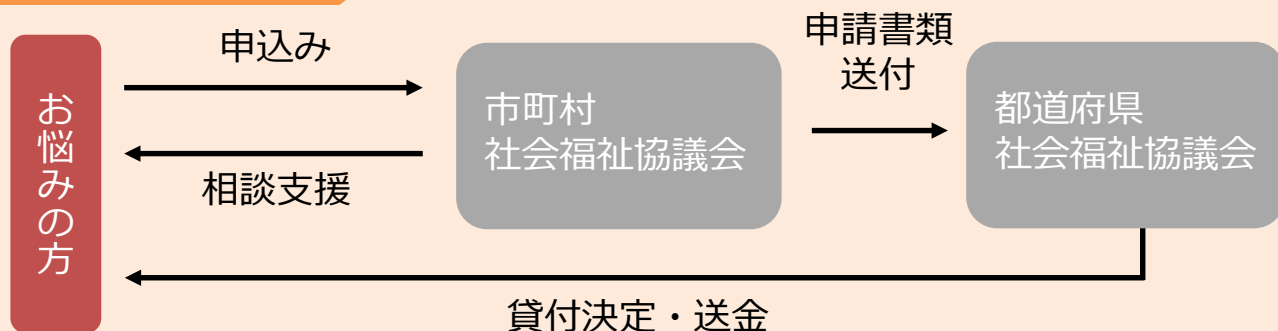 お悩みの方
申込み
相談支援
市町村
社会福祉協議会
申請書類
送付
都道府県
社会福祉協議会
貸付決定・送金